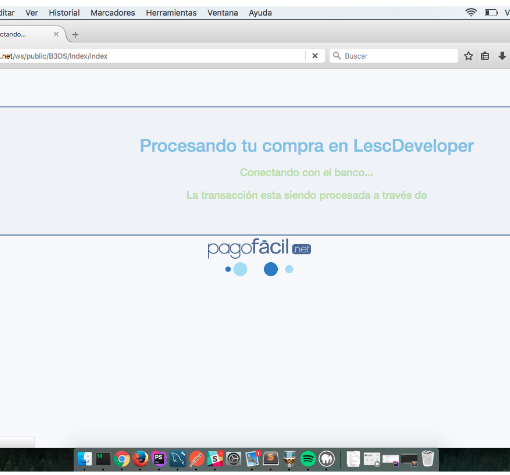 ditar Ver Historial Marcadores Herramientas Ventana Ayuda
ctando...
.net/ws/public/B3DS/Index/index
Buscar
Procesando tu compra en LescDeveloper
Conectando con el banco...
La transacción esta siendo procesada a través de
pagofácil.net